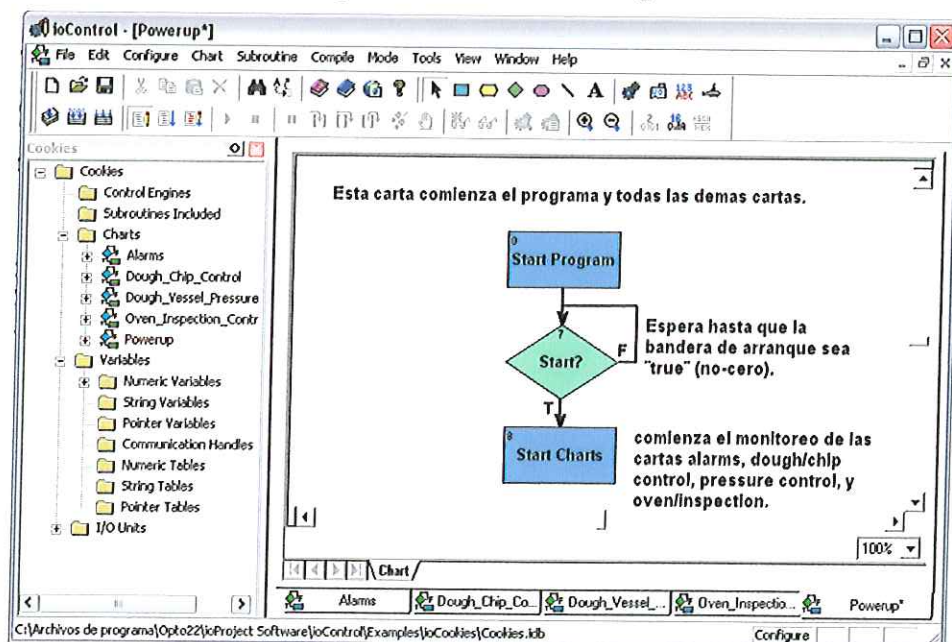 ioControl - [Powerup*]
File Edit Configure Chart Subroutine Compile Mode Tools View Window Help
Cookies
Cookies
Control Engines
Subroutines Included
Charts
Alarms
Dough_Chip_Control
Dough_Vessel_Pressure
Oven_Inspection_Contr
Powerup
Variables
Numeric Variables
String Variables
Pointer Variables
Communication Handles
Numeric Tables
String Tables
Pointer Tables
I/O Units
Esta carta comienza el programa y todas las demas cartas.
0
Start Program
7
Start?
F
T
Espera hasta que la
bandera de arranque sea
"true" (no-cero).
8
Start Charts
comienza el monitoreo de las
cartas alarms, dough/chip
control, pressure control, y
oven/inspection.
100%
Chart
Alarms Dough_Chip_Co... Dough_Vessel_... Oven_Inspectio... Powerup*
C:\Archivos de programa\Opto22\ioProject Software\ioControl\Examples\ioCookies\Cookies.idb Configure